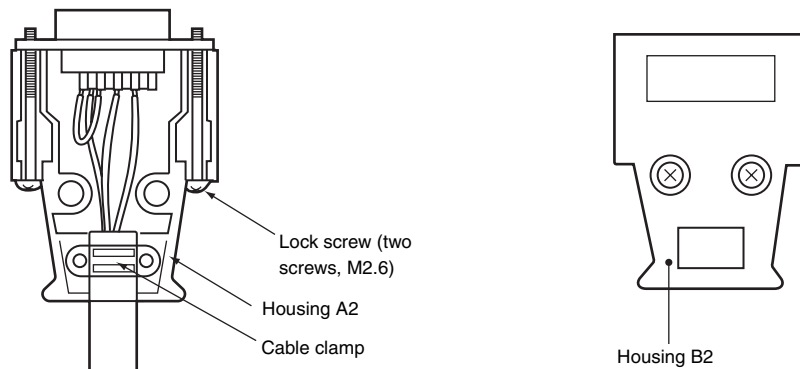 Lock screw (two
screws, M2.6)
Housing A2
Cable clamp
Housing B2